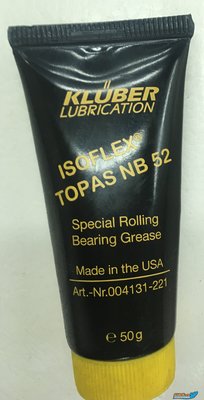 KLÜBER
LUBRICATION
ISOFLEX®
TOPAS NB 52
Special Rolling
Bearing Grease
Made in the USA
Art.-Nr.004131-221
℮ 50g